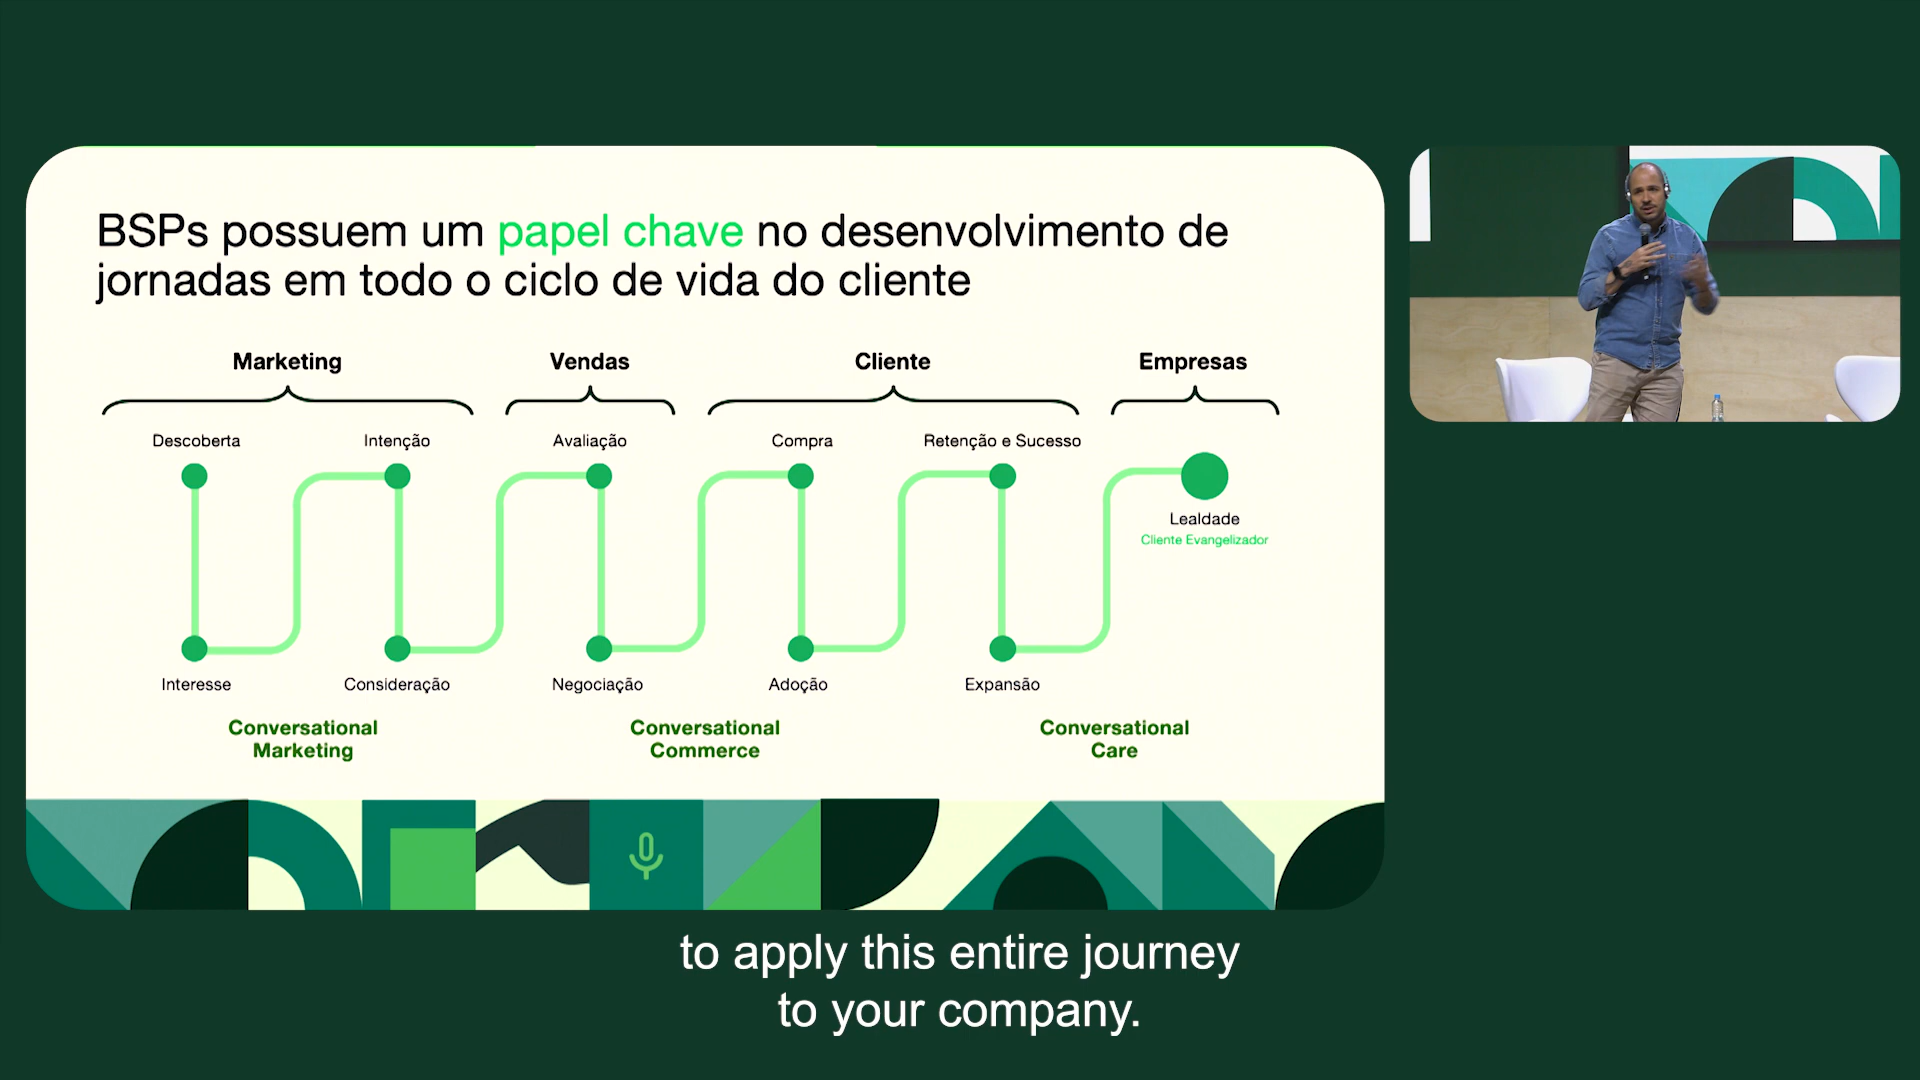 BSPs possuem um papel chave no desenvolvimento de
jornadas em todo o ciclo de vida do cliente
Marketing
Vendas
Cliente
Empresas
Descoberta
Intenção
Avaliação
Compra
Retenção e Sucesso
Lealdade
Cliente Evangelizador
Interesse
Consideração
Negociação
Adoção
Expansão
Conversational
Marketing
Conversational
Commerce
Conversational
Care
to apply this entire journey
to your company.